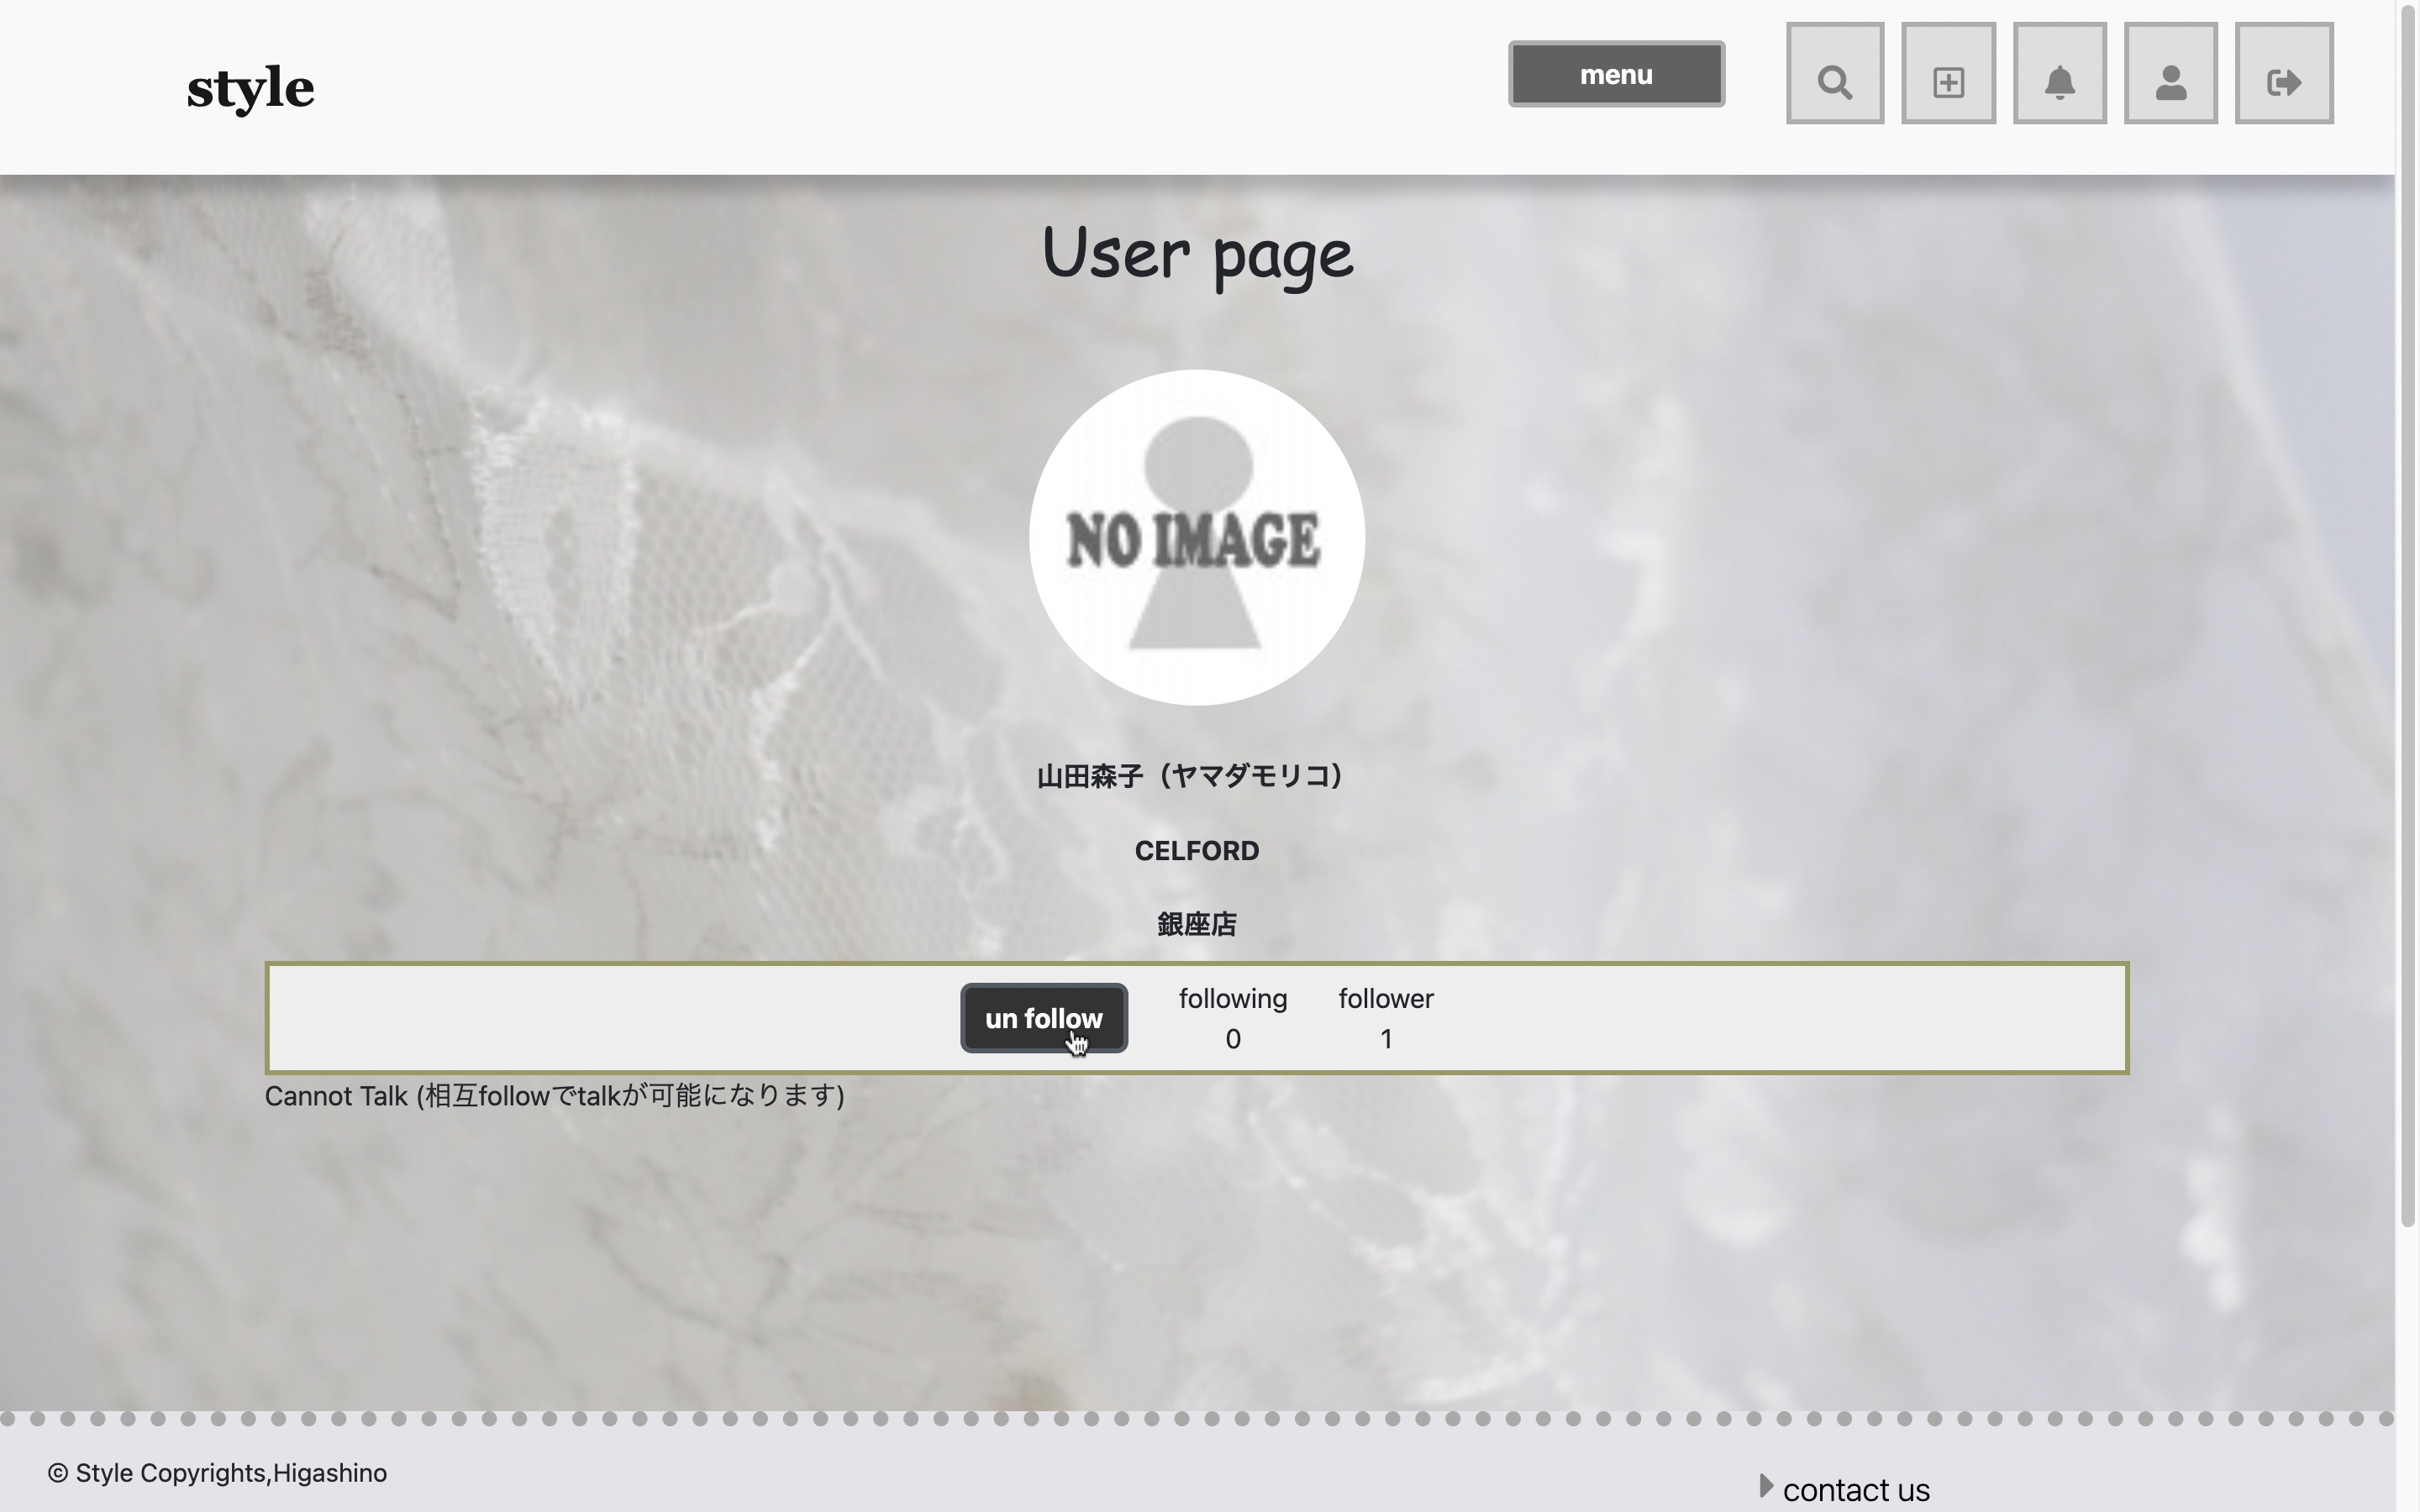 style
menu
User page
NO IMAGE
山田森子（ヤマダモリコ）
CELFORD
銀座店
un follow
following
follower
0
1
Cannot Talk (相互followでtalkが可能になります)
© Style Copyrights,Higashino
contact us